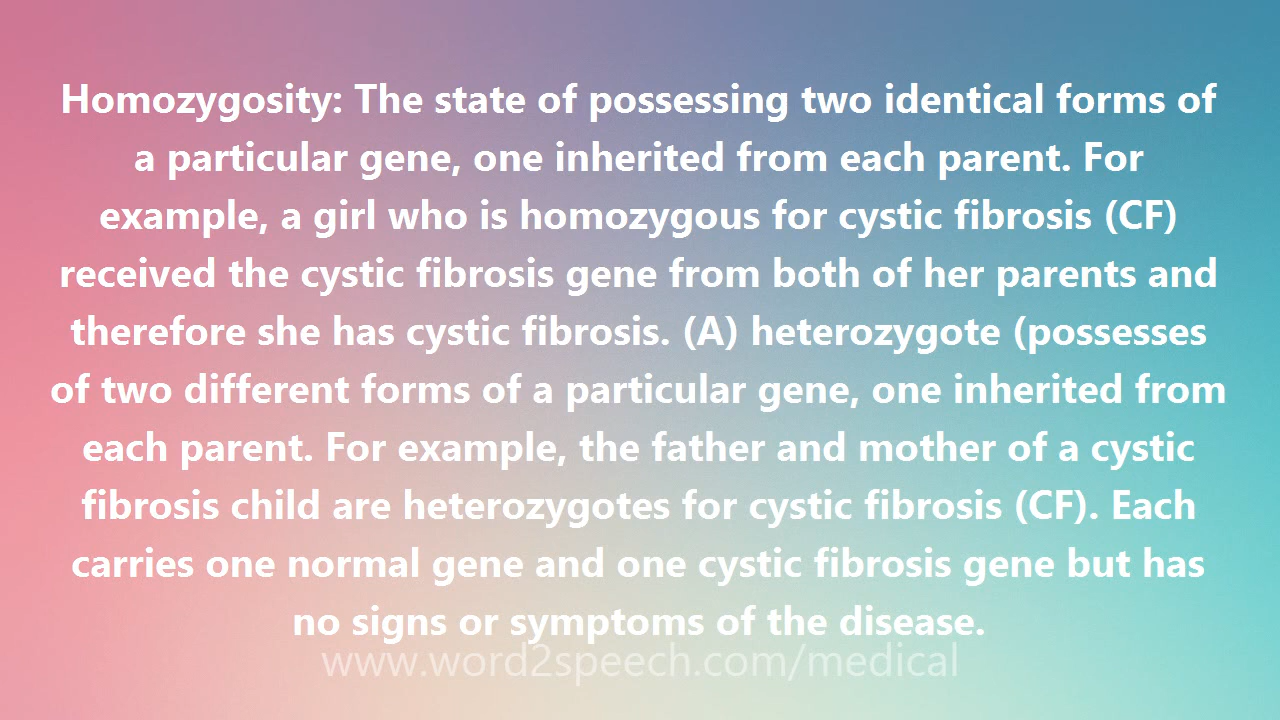 Homozygosity: The state of possessing two identical forms of
a particular gene, one inherited from each parent. For
example, a girl who is homozygous for cystic fibrosis (CF)
received the cystic fibrosis gene from both of her parents and
therefore she has cystic fibrosis. (A) heterozygote (possesses
of two different forms of a particular gene, one inherited from
each parent. For example, the father and mother of a cystic
fibrosis child are heterozygotes for cystic fibrosis (CF). Each
carries one normal gene and one cystic fibrosis gene but has
no signs or symptoms of the disease.
www.word2speech.com/medical